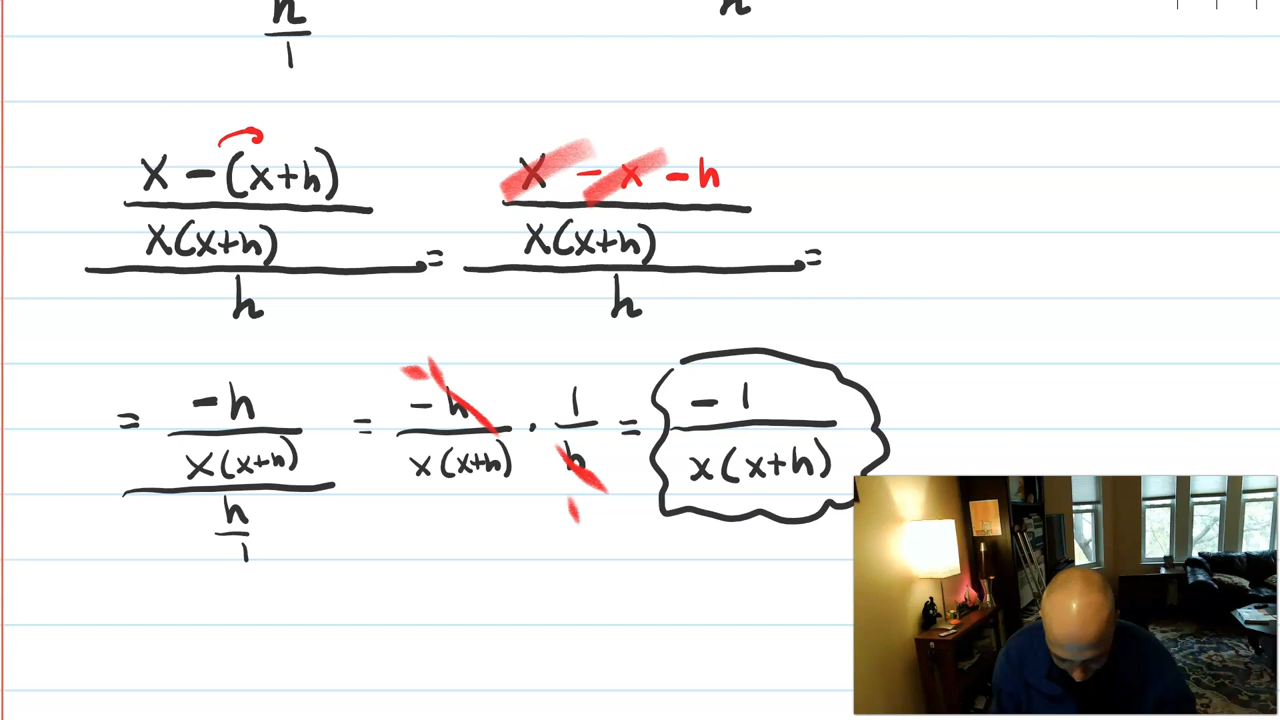 h h
1
x - (x+h) x - x - h
x(x+h) = x(x+h) =
h h
= -h = -h · 1 = -1
x(x+h) x(x+h) h x(x+h)
h
1